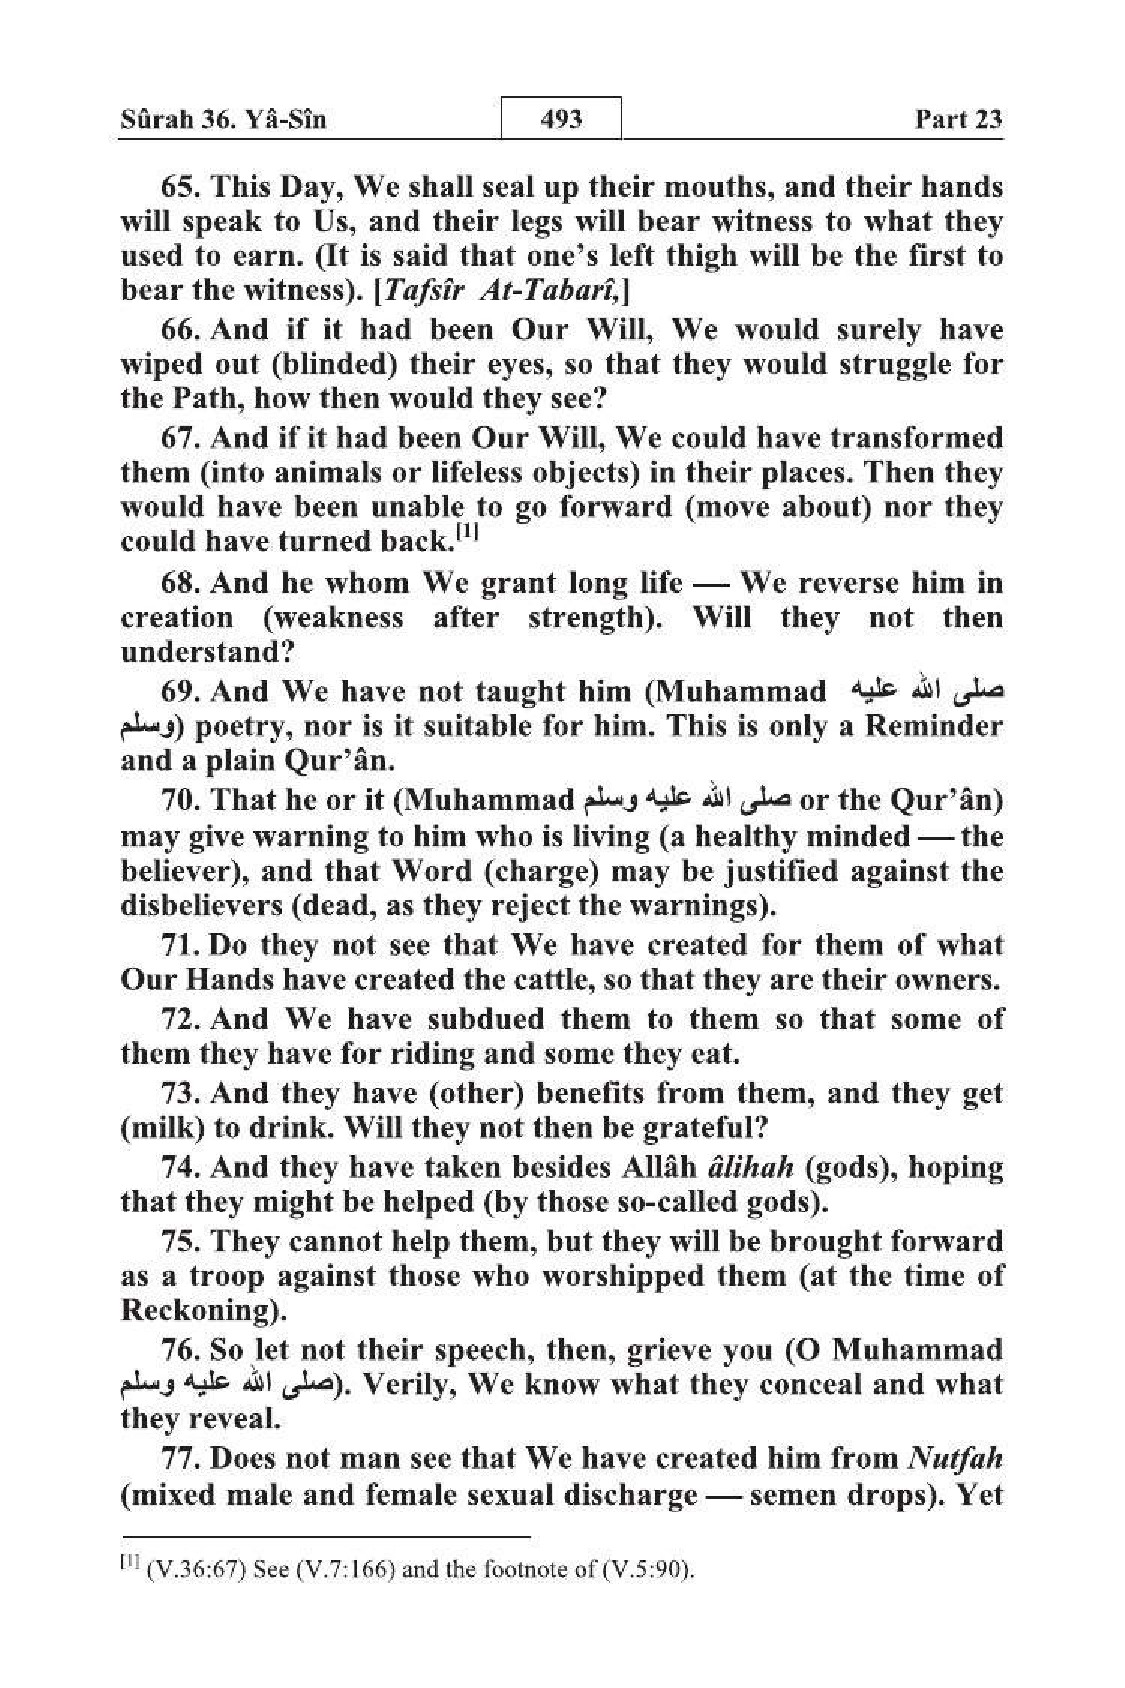 Sûrah 36. Yâ-Sîn 493 Part 23
65. This Day, We shall seal up their mouths, and their hands
will speak to Us, and their legs will bear witness to what they
used to earn. (It is said that one’s left thigh will be the first to
bear the witness). [Tafsîr At-Tabarî,]
66. And if it had been Our Will, We would surely have
wiped out (blinded) their eyes, so that they would struggle for
the Path, how then would they see?
67. And if it had been Our Will, We could have transformed
them (into animals or lifeless objects) in their places. Then they
would have been unable to go forward (move about) nor they
could have turned back.[1]
68. And he whom We grant long life — We reverse him in
creation (weakness after strength). Will they not then
understand?
69. And We have not taught him (Muhammad صلى الله عليه
وسلم) poetry, nor is it suitable for him. This is only a Reminder
and a plain Qur’ân.
70. That he or it (Muhammad صلى الله عليه وسلم or the Qur’ân)
may give warning to him who is living (a healthy minded — the
believer), and that Word (charge) may be justified against the
disbelievers (dead, as they reject the warnings).
71. Do they not see that We have created for them of what
Our Hands have created the cattle, so that they are their owners.
72. And We have subdued them to them so that some of
them they have for riding and some they eat.
73. And they have (other) benefits from them, and they get
(milk) to drink. Will they not then be grateful?
74. And they have taken besides Allâh âlihah (gods), hoping
that they might be helped (by those so-called gods).
75. They cannot help them, but they will be brought forward
as a troop against those who worshipped them (at the time of
Reckoning).
76. So let not their speech, then, grieve you (O Muhammad
صلى الله عليه وسلم). Verily, We know what they conceal and what
they reveal.
77. Does not man see that We have created him from Nutfah
(mixed male and female sexual discharge — semen drops). Yet
[1] (V.36:67) See (V.7:166) and the footnote of (V.5:90).